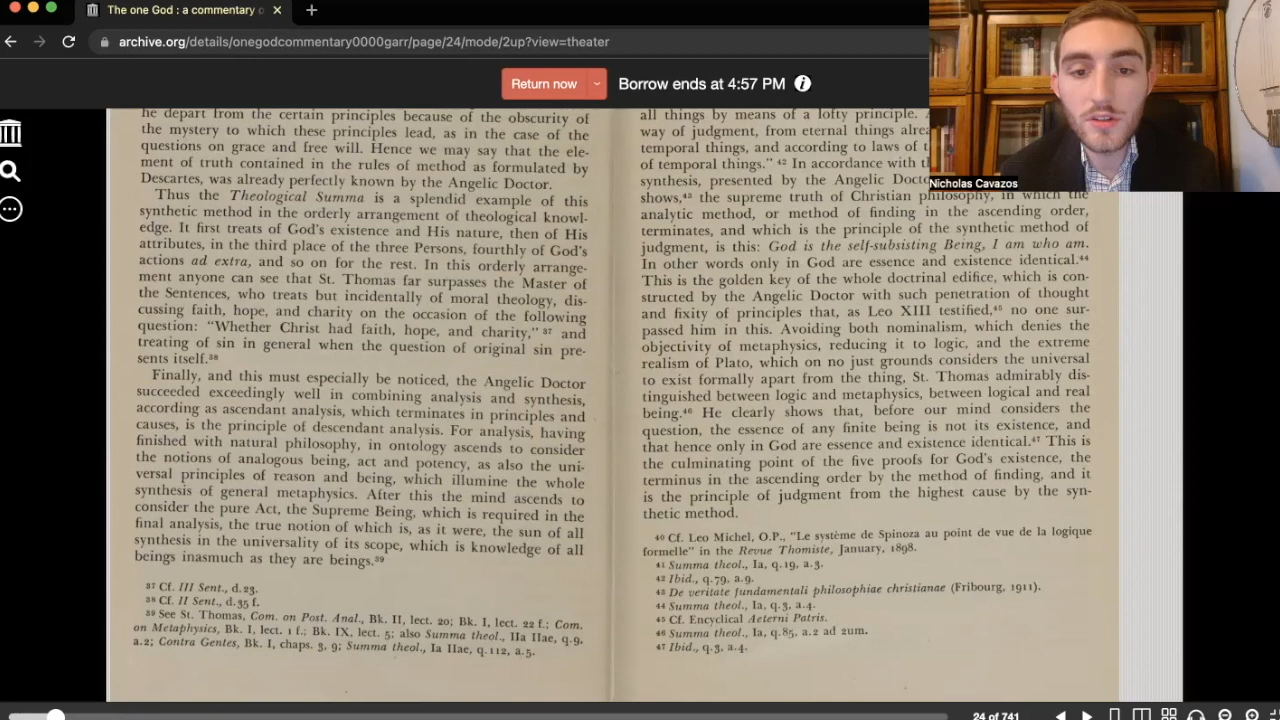 The one God : a commentary o
archive.org/details/onegodcommentary0000garr/page/24/mode/2up?view=theater
Return now
Borrow ends at 4:57 PM
Nicholas Cavazos
he depart from the certain principles because of the obscurity of
the mystery to which these principles lead, as in the case of the
questions on grace and free will. Hence we may say that the ele-
ment of truth contained in the rules of method as formulated by
Descartes, was already perfectly known by the Angelic Doctor.
Thus the Theological Summa is a splendid example of this
synthetic method in the orderly arrangement of theological knowl-
edge. It first treats of God's existence and His nature, then of His
attributes, in the third place of the three Persons, fourthly of God's
actions ad extra, and so on for the rest. In this orderly arrange-
ment anyone can see that St. Thomas far surpasses the Master of
the Sentences, who treats but incidentally of moral theology, dis-
cussing faith, hope, and charity on the occasion of the following
question: "Whether Christ had faith, hope, and charity," 37 and
treating of sin in general when the question of original sin pre-
sents itself.38
Finally, and this must especially be noticed, the Angelic Doctor
succeeded exceedingly well in combining analysis and synthesis,
according as ascendant analysis, which terminates in principles and
causes, is the principle of descendant analysis. For analysis, having
finished with natural philosophy, in ontology ascends to consider
the notions of analogous being, act and potency, as also the uni-
versal principles of reason and being, which illumine the whole
synthesis of general metaphysics. After this the mind ascends to
consider the pure Act, the Supreme Being, which is required in the
final analysis, the true notion of which is, as it were, the sun of all
synthesis in the universality of its scope, which is knowledge of all
beings inasmuch as they are beings.39
37 Cf. III Sent., d.23.
38 Cf. II Sent., d.35 f.
39 See St. Thomas, Com. on Post. Anal., Bk. II, lect. 20; Bk. I, lect. 22 f.; Com.
on Metaphysics, Bk. I, lect. 1 f.; Bk. IX, lect. 5; also Summa theol., IIa IIae, q.9,
a.2; Contra Gentes, Bk. I, chaps. 3, 9; Summa theol., Ia IIae, q.112, a.5.
all things by means of a lofty principle.
way of judgment, from eternal things alrea
temporal things, and according to laws of t
of temporal things." 42 In accordance with th
synthesis, presented by the Angelic Docto
shows,43 the supreme truth of Christian philosophy, in which the
analytic method, or method of finding in the ascending order,
terminates, and which is the principle of the synthetic method of
judgment, is this: God is the self-subsisting Being, I am who am.
In other words only in God are essence and existence identical.44
This is the golden key of the whole doctrinal edifice, which is con-
structed by the Angelic Doctor with such penetration of thought
and fixity of principles that, as Leo XIII testified,45 no one sur-
passed him in this. Avoiding both nominalism, which denies the
objectivity of metaphysics, reducing it to logic, and the extreme
realism of Plato, which on no just grounds considers the universal
to exist formally apart from the thing, St. Thomas admirably dis-
tinguished between logic and metaphysics, between logical and real
being.46 He clearly shows that, before our mind considers the
question, the essence of any finite being is not its existence, and
that hence only in God are essence and existence identical.47 This is
the culminating point of the five proofs for God's existence, the
terminus in the ascending order by the method of finding, and it
is the principle of judgment from the highest cause by the syn-
thetic method.
40 Cf. Leo Michel, O.P., "Le système de Spinoza au point de vue de la logique
formelle" in the Revue Thomiste, January, 1898.
41 Summa theol., Ia, q.19, a.3.
42 Ibid., q.79, a.9.
43 De veritate fundamentali philosophiae christianae (Fribourg, 1911).
44 Summa theol., Ia, q.3, a.4.
45 Cf. Encyclical Aeterni Patris.
46 Summa theol., Ia, q.85, a.2 ad 2um.
47 Ibid., q.3, a.4.
24 of 741